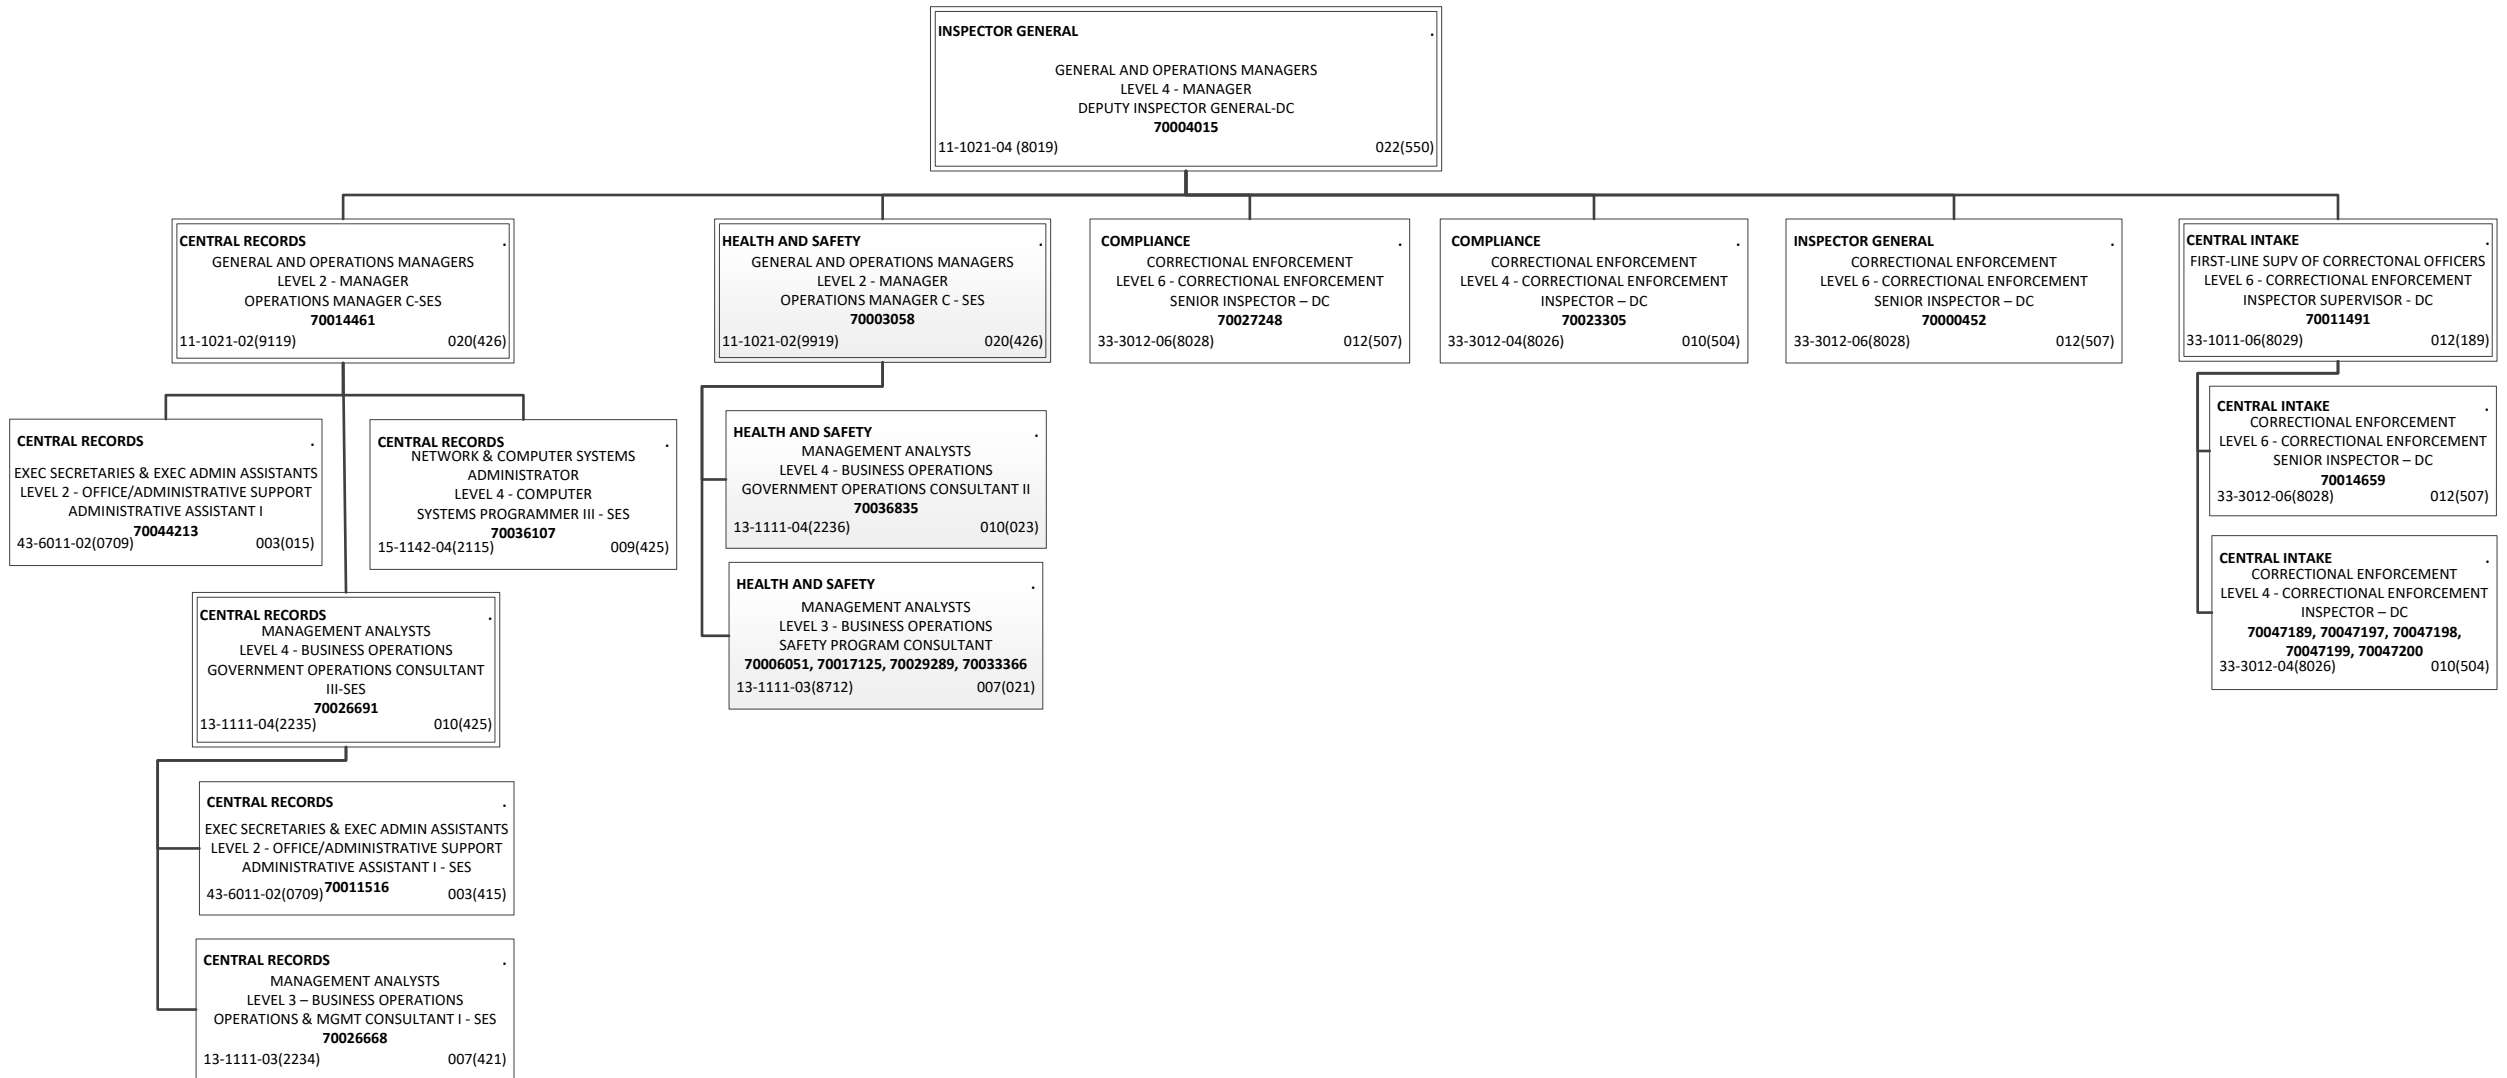 INSPECTOR GENERAL .
GENERAL AND OPERATIONS MANAGERS
LEVEL 4 - MANAGER
DEPUTY INSPECTOR GENERAL-DC
70004015
11-1021-04 (8019) 022(550)
CENTRAL RECORDS .
GENERAL AND OPERATIONS MANAGERS
LEVEL 2 - MANAGER
OPERATIONS MANAGER C-SES
70014461
11-1021-02(9119) 020(426)
HEALTH AND SAFETY .
GENERAL AND OPERATIONS MANAGERS
LEVEL 2 - MANAGER
OPERATIONS MANAGER C - SES
70003058
11-1021-02(9919) 020(426)
COMPLIANCE .
CORRECTIONAL ENFORCEMENT
LEVEL 6 - CORRECTIONAL ENFORCEMENT
SENIOR INSPECTOR – DC
70027248
33-3012-06(8028) 012(507)
COMPLIANCE .
CORRECTIONAL ENFORCEMENT
LEVEL 4 - CORRECTIONAL ENFORCEMENT
INSPECTOR – DC
70023305
33-3012-04(8026) 010(504)
INSPECTOR GENERAL .
CORRECTIONAL ENFORCEMENT
LEVEL 6 - CORRECTIONAL ENFORCEMENT
SENIOR INSPECTOR – DC
70000452
33-3012-06(8028) 012(507)
CENTRAL INTAKE .
FIRST-LINE SUPV OF CORRECTONAL OFFICERS
LEVEL 6 - CORRECTIONAL ENFORCEMENT
INSPECTOR SUPERVISOR - DC
70011491
33-1011-06(8029) 012(189)
CENTRAL RECORDS .
EXEC SECRETARIES & EXEC ADMIN ASSISTANTS
LEVEL 2 - OFFICE/ADMINISTRATIVE SUPPORT
ADMINISTRATIVE ASSISTANT I
70044213
43-6011-02(0709) 003(015)
CENTRAL RECORDS .
NETWORK & COMPUTER SYSTEMS
ADMINISTRATOR
LEVEL 4 - COMPUTER
SYSTEMS PROGRAMMER III - SES
70036107
15-1142-04(2115) 009(425)
HEALTH AND SAFETY .
MANAGEMENT ANALYSTS
LEVEL 4 - BUSINESS OPERATIONS
GOVERNMENT OPERATIONS CONSULTANT II
70036835
13-1111-04(2236) 010(023)
CENTRAL INTAKE .
CORRECTIONAL ENFORCEMENT
LEVEL 6 - CORRECTIONAL ENFORCEMENT
SENIOR INSPECTOR – DC
70014659
33-3012-06(8028) 012(507)
HEALTH AND SAFETY .
MANAGEMENT ANALYSTS
LEVEL 3 - BUSINESS OPERATIONS
SAFETY PROGRAM CONSULTANT
70006051, 70017125, 70029289, 70033366
13-1111-03(8712) 007(021)
CENTRAL INTAKE .
CORRECTIONAL ENFORCEMENT
LEVEL 4 - CORRECTIONAL ENFORCEMENT
INSPECTOR – DC
70047189, 70047197, 70047198,
70047199, 70047200
33-3012-04(8026) 010(504)
CENTRAL RECORDS .
MANAGEMENT ANALYSTS
LEVEL 4 - BUSINESS OPERATIONS
GOVERNMENT OPERATIONS CONSULTANT
III-SES
70026691
13-1111-04(2235) 010(425)
CENTRAL RECORDS .
EXEC SECRETARIES & EXEC ADMIN ASSISTANTS
LEVEL 2 - OFFICE/ADMINISTRATIVE SUPPORT
ADMINISTRATIVE ASSISTANT I - SES
70011516
43-6011-02(0709) 003(415)
CENTRAL RECORDS .
MANAGEMENT ANALYSTS
LEVEL 3 – BUSINESS OPERATIONS
OPERATIONS & MGMT CONSULTANT I - SES
70026668
13-1111-03(2234) 007(421)